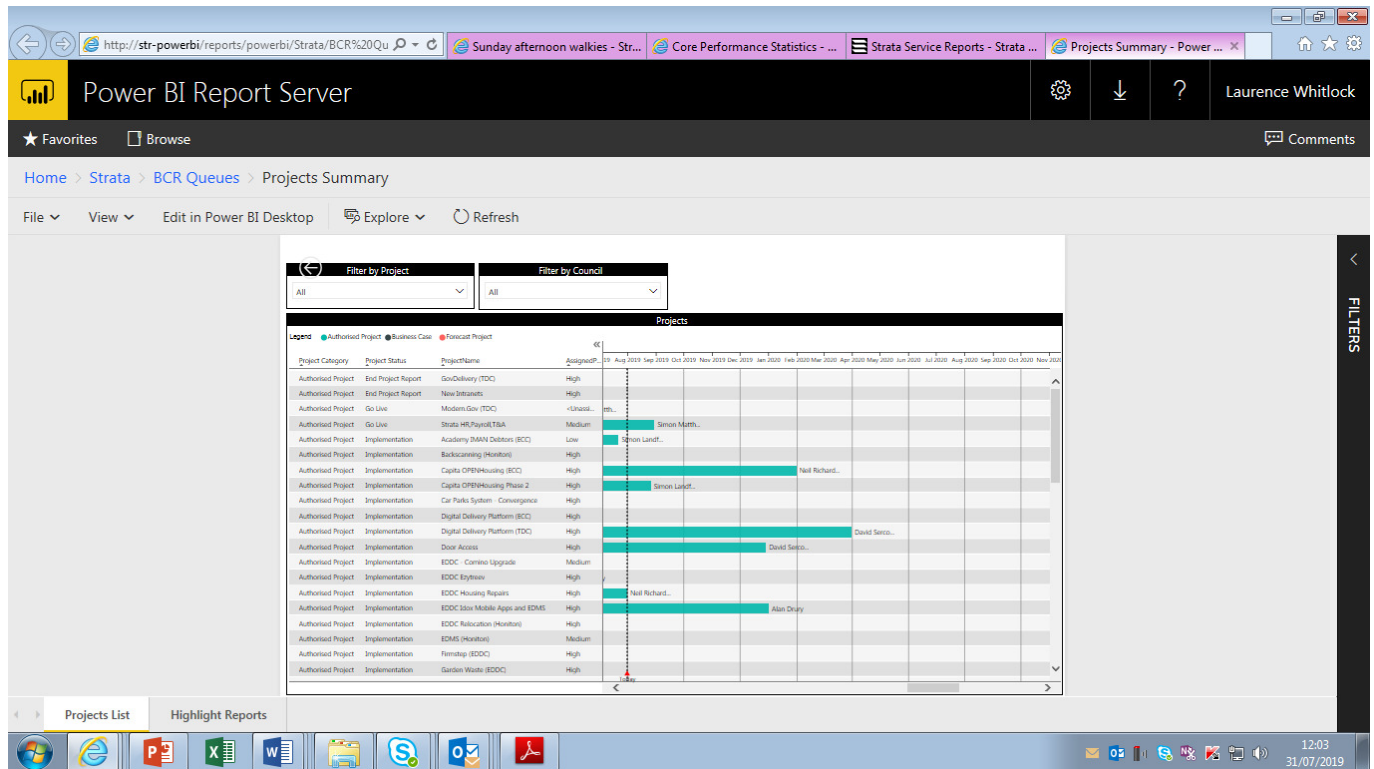 http://str-powerbi/reports/powerbi/Strata/BCR%20Qu
Sunday afternoon walkies - Str...
Core Performance Statistics - ...
Strata Service Reports - Strata ...
Projects Summary - Power ...
Power BI Report Server
Laurence Whitlock
Favorites Browse
Comments
Home > Strata > BCR Queues > Projects Summary
File View Edit in Power BI Desktop Explore Refresh
FILTERS
Filter by Project Filter by Council
All All
Projects
Legend Authorised Project Business Case Forecast Project
Project Category Project Status ProjectName AssignedP... 19 Aug 2019 Sep 2019 Oct 2019 Nov 2019 Dec 2019 Jan 2020 Feb 2020 Mar 2020 Apr 2020 May 2020 Jun 2020 Jul 2020 Aug 2020 Sep 2020 Oct 2020 Nov 2020
Authorised Project End Project Report GovDelivery (TDC) High
Authorised Project End Project Report New Intranets High
Authorised Project Go Live Modern.Gov (TDC) <Unassi... tth...
Authorised Project Go Live Strata HR,Payroll,T&A Medium Simon Matth...
Authorised Project Implementation Academy IMAN Debtors (ECC) Low Simon Landf...
Authorised Project Implementation Backscanning (Honiton) High
Authorised Project Implementation Capita OPENHousing (ECC) High Neil Richard...
Authorised Project Implementation Capita OPENHousing Phase 2 High Simon Landf...
Authorised Project Implementation Car Parks System - Convergence High
Authorised Project Implementation Digital Delivery Platform (ECC) High
Authorised Project Implementation Digital Delivery Platform (TDC) High David Serco...
Authorised Project Implementation Door Access High David Serco...
Authorised Project Implementation EDDC - Comino Upgrade Medium
Authorised Project Implementation EDDC Ezytreev High
Authorised Project Implementation EDDC Housing Repairs High Neil Richard...
Authorised Project Implementation EDDC Idox Mobile Apps and EDMS High Alan Drury
Authorised Project Implementation EDDC Relocation (Honiton) High
Authorised Project Implementation EDMS (Honiton) Medium
Authorised Project Implementation Firmstep (EDDC) High
Authorised Project Implementation Garden Waste (EDDC) High
Today
Projects List Highlight Reports
12:03
31/07/2019